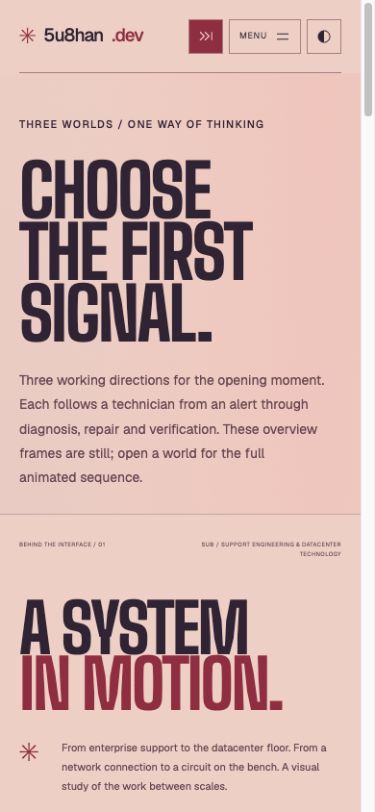 5u8han .dev
MENU
THREE WORLDS / ONE WAY OF THINKING
CHOOSE
THE FIRST
SIGNAL.
Three working directions for the opening moment.
Each follows a technician from an alert through
diagnosis, repair and verification. These overview
frames are still; open a world for the full
animated sequence.
BEHIND THE INTERFACE / 01
SUB / SUPPORT ENGINEERING & DATACENTER
TECHNOLOGY
A SYSTEM
IN MOTION.
From enterprise support to the datacenter floor. From a
network connection to a circuit on the bench. A visual
study of the work between scales.